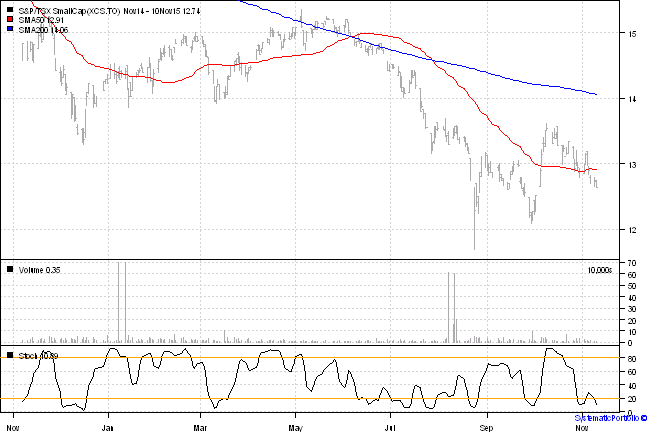 S&P/TSX SmallCap(XCS.TO) Nov14 - 10Nov15 12.74
SMA50 12.91
SMA200 14.06
15
14
13
12
Volume 0.35
10,000s
70
60
50
40
30
20
10
0
Stoch 10.89
80
60
40
20
0
Nov Jan Mar May Jul Sep Nov
SystematicPortfolio ©